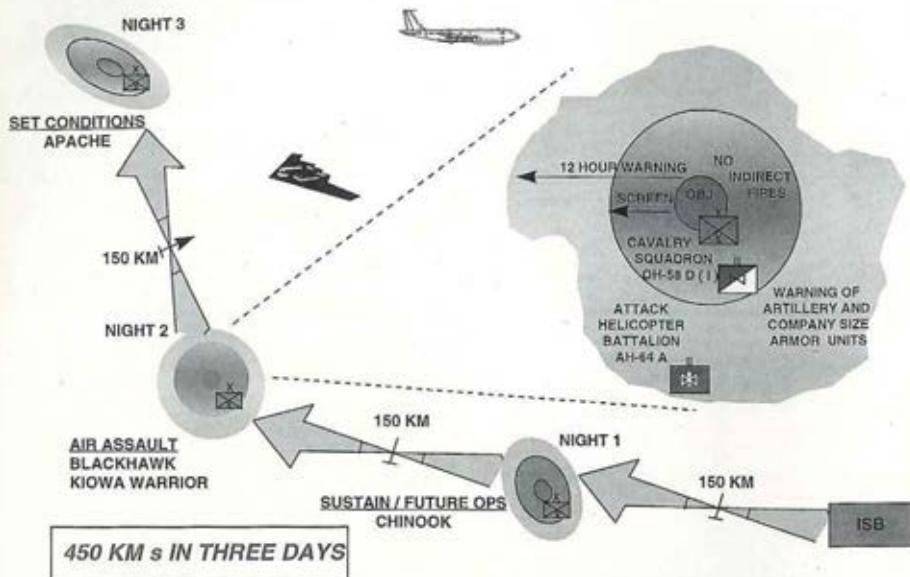 NIGHT 3
SET CONDITIONS
APACHE
150 KM
NIGHT 2
AIR ASSAULT
BLACKHAWK
KIOWA WARRIOR
150 KM
NIGHT 1
SUSTAIN / FUTURE OPS
CHINOOK
150 KM
ISB
450 KM s IN THREE DAYS
12 HOUR WARNING
NO
INDIRECT
FIRES
SCREEN
OBJ
X
CAVALRY
SQUADRON
OH-58 D ( I )
II
ATTACK
HELICOPTER
BATTALION
AH-64 A
II
WARNING OF
ARTILLERY AND
COMPANY SIZE
ARMOR UNITS
X
X
X